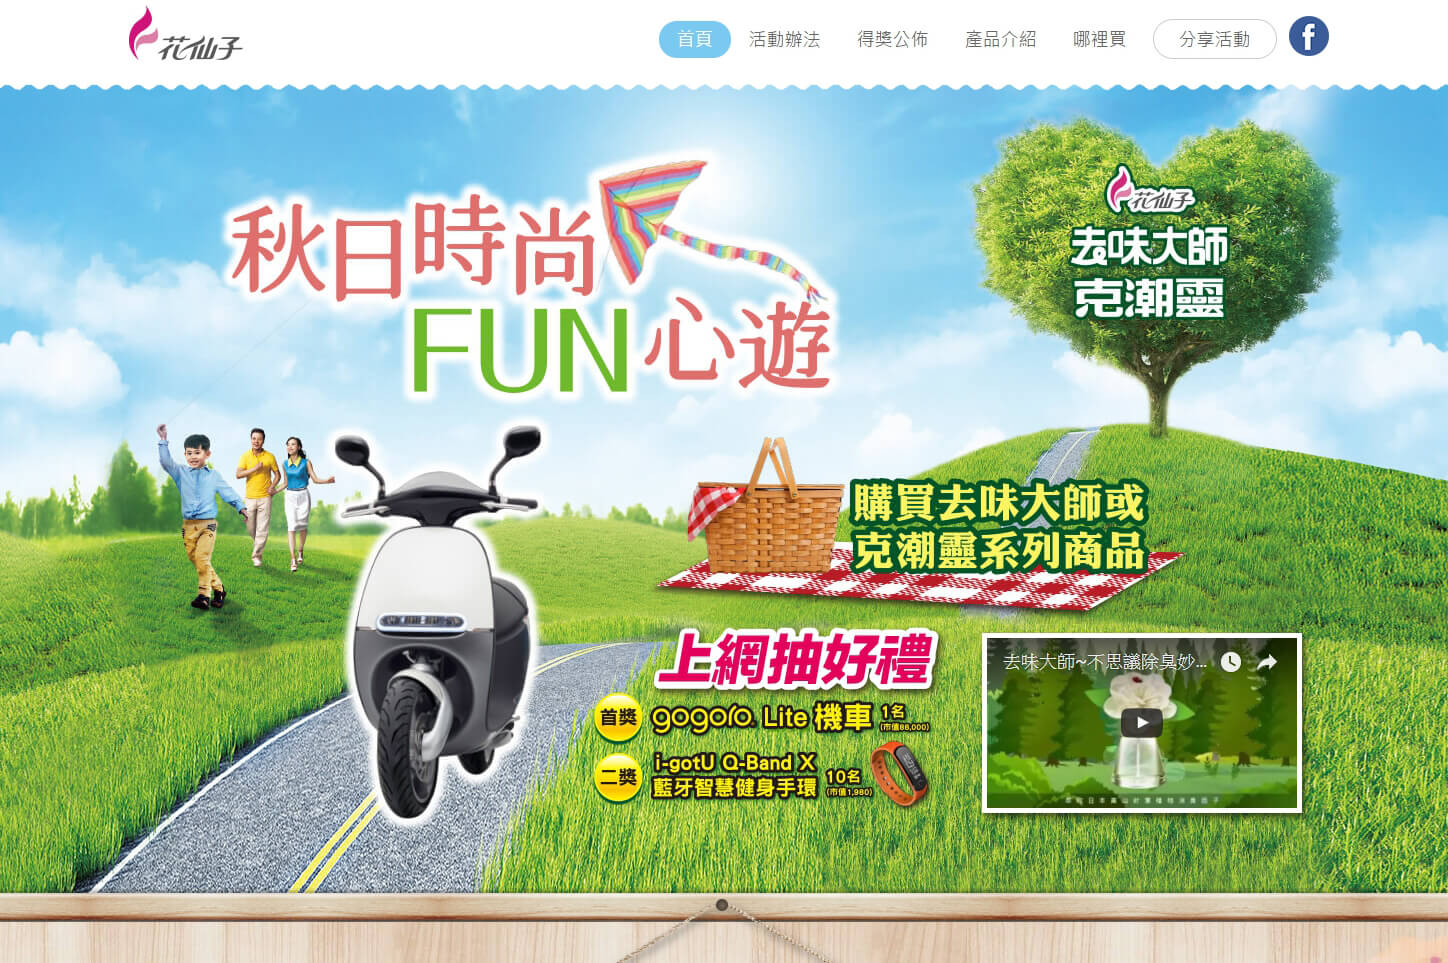 花仙子
首頁
活動辦法
得獎公佈
產品介紹
哪裡買
分享活動
f
秋日時尚
FUN心遊
花仙子
去味大師
克潮靈
購買去味大師或
克潮靈系列商品
上網抽好禮
首獎
gogoro Lite 機車 1名
(市值88,000)
二獎
i-gotU Q-Band X
藍牙智慧健身手環 10名
(市值1,980)
去味大師~不思議除臭妙...